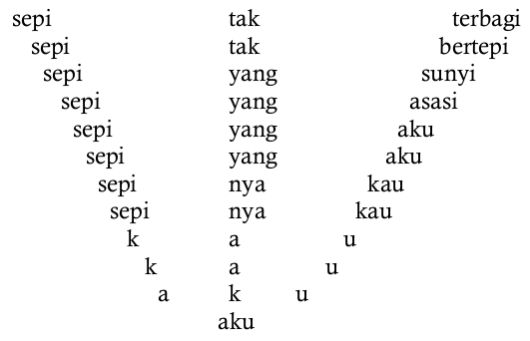 sepi tak terbagi
sepi tak bertepi
sepi yang sunyi
sepi yang asasi
sepi yang aku
sepi yang aku
sepi nya kau
sepi nya kau
k a u
k a u
a k u
aku